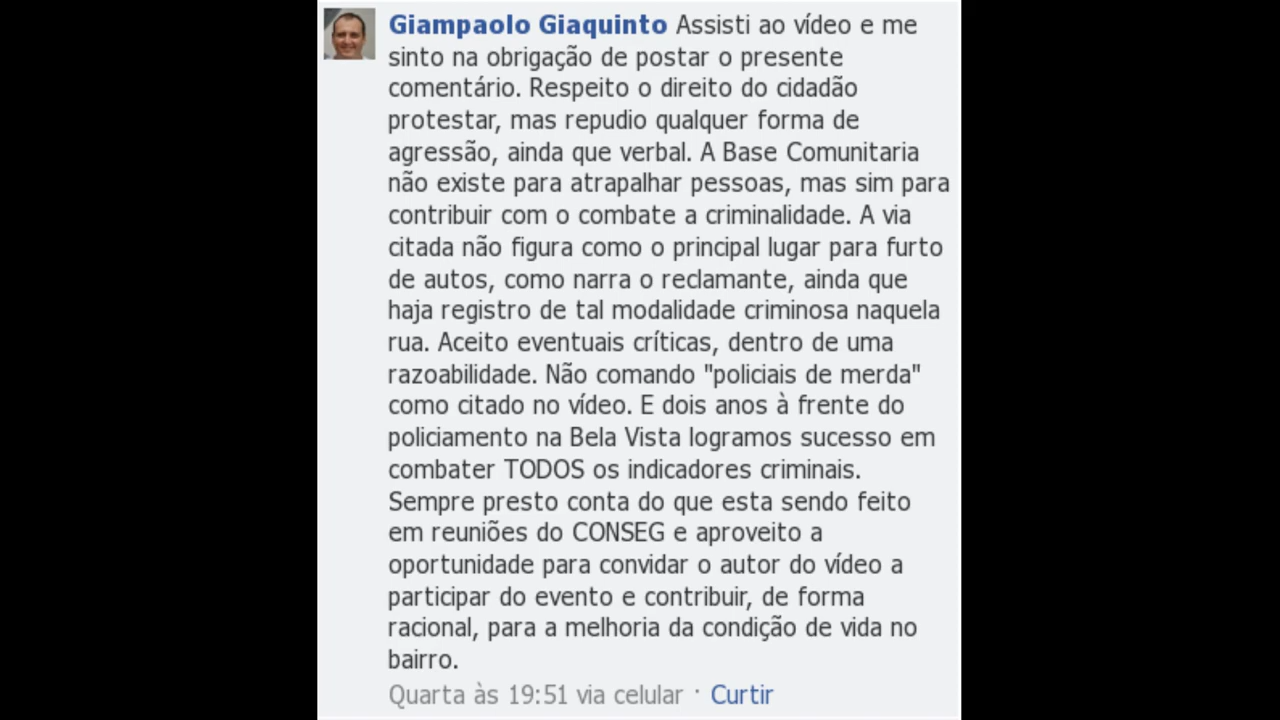 Giampaolo Giaquinto Assisti ao vídeo e me
sinto na obrigação de postar o presente
comentário. Respeito o direito do cidadão
protestar, mas repudio qualquer forma de
agressão, ainda que verbal. A Base Comunitaria
não existe para atrapalhar pessoas, mas sim para
contribuir com o combate a criminalidade. A via
citada não figura como o principal lugar para furto
de autos, como narra o reclamante, ainda que
haja registro de tal modalidade criminosa naquela
rua. Aceito eventuais críticas, dentro de uma
razoabilidade. Não comando "policiais de merda"
como citado no vídeo. E dois anos à frente do
policiamento na Bela Vista logramos sucesso em
combater TODOS os indicadores criminais.
Sempre presto conta do que esta sendo feito
em reuniões do CONSEG e aproveito a
oportunidade para convidar o autor do vídeo a
participar do evento e contribuir, de forma
racional, para a melhoria da condição de vida no
bairro.
Quarta às 19:51 via celular · Curtir